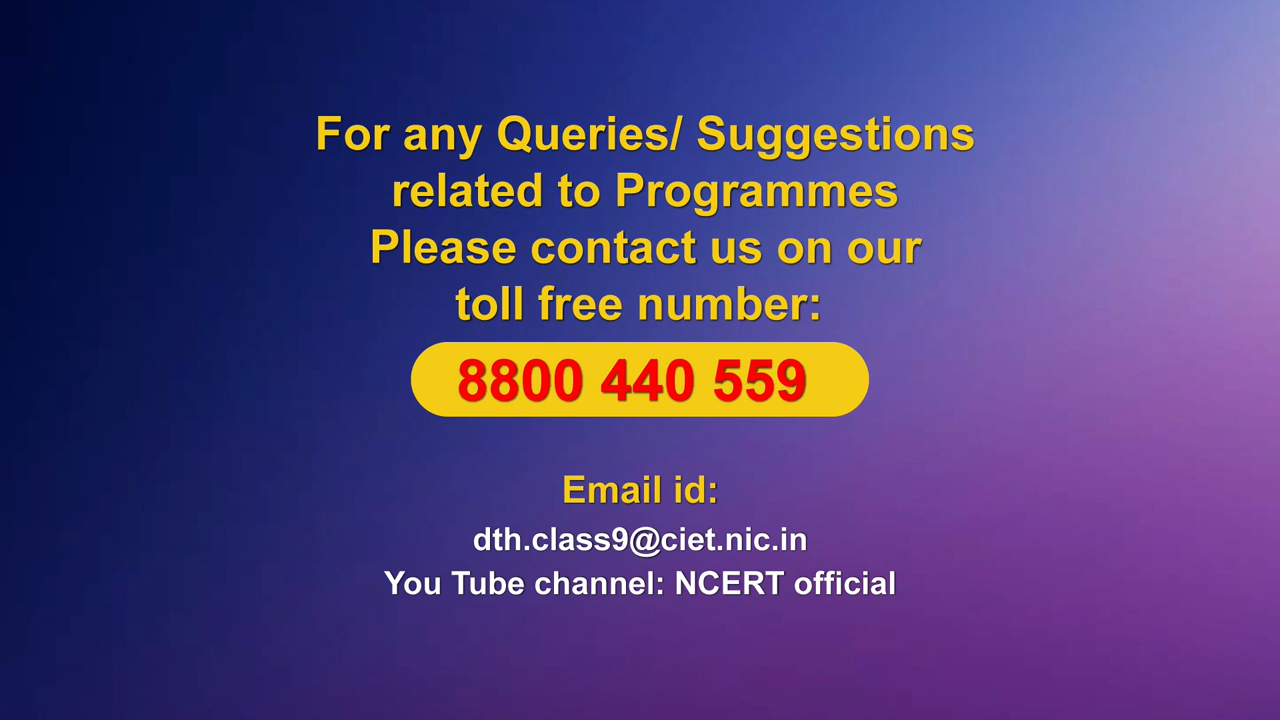 For any Queries/ Suggestions
related to Programmes
Please contact us on our
toll free number:
8800 440 559
Email id:
dth.class9@ciet.nic.in
You Tube channel: NCERT official